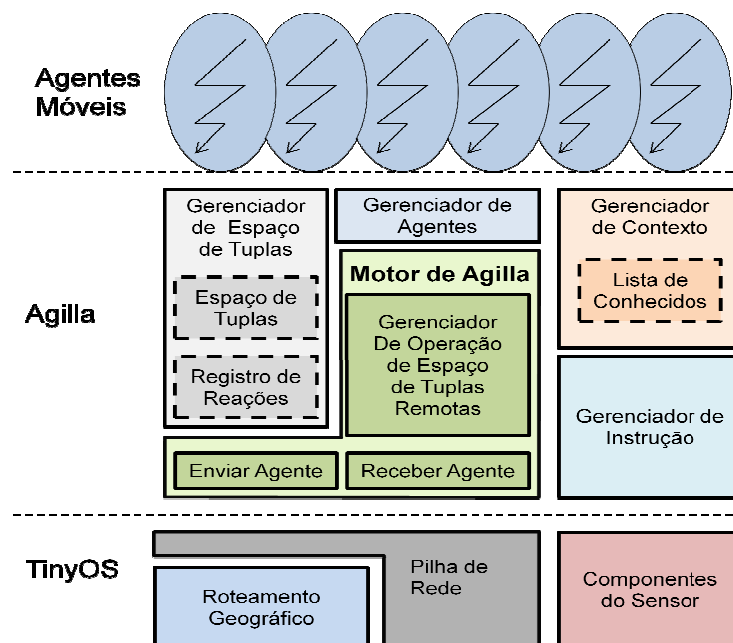 Agentes
Móveis
Agilla
Gerenciador
de Espaço
de Tuplas
Espaço de
Tuplas
Registro de
Reações
Gerenciador de
Agentes
Motor de Agilla
Gerenciador
De Operação
de Espaço
de Tuplas
Remotas
Enviar Agente
Receber Agente
Gerenciador
de Contexto
Lista de
Conhecidos
Gerenciador de
Instrução
TinyOS
Roteamento
Geográfico
Pilha de
Rede
Componentes
do Sensor